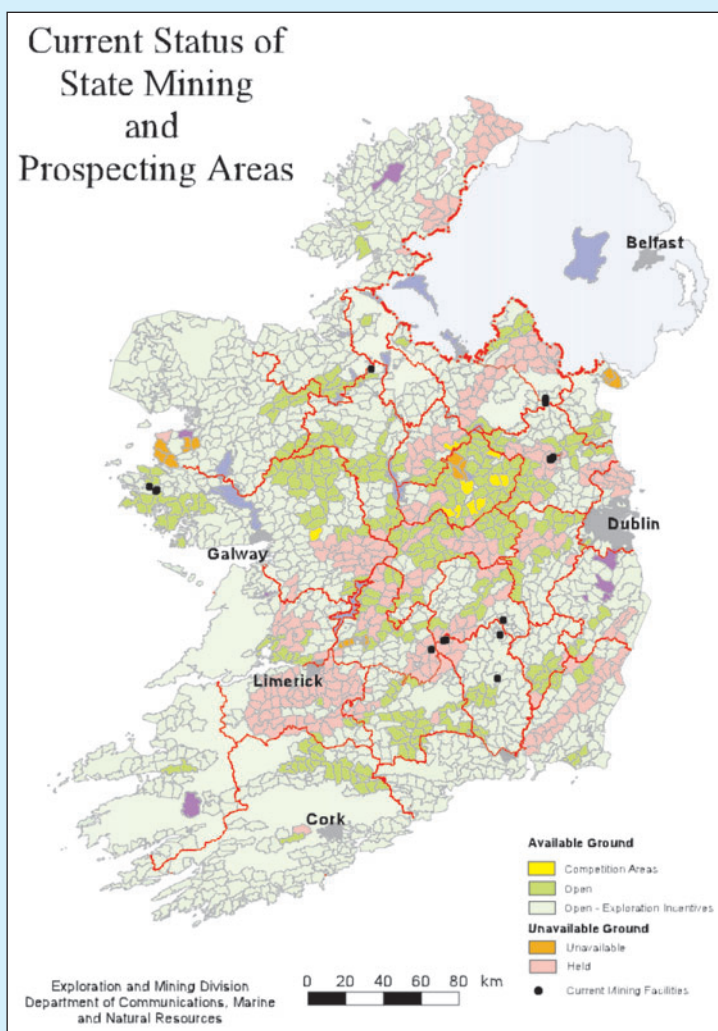 Current Status of
State Mining
and
Prospecting Areas
Belfast
Dublin
Galway
Limerick
Cork
Available Ground
Competition Areas
Open
Open - Exploration Incentives
Unavailable Ground
Unavailable
Held
Current Mining Facilities
0 20 40 60 80 km
Exploration and Mining Division
Department of Communications, Marine
and Natural Resources